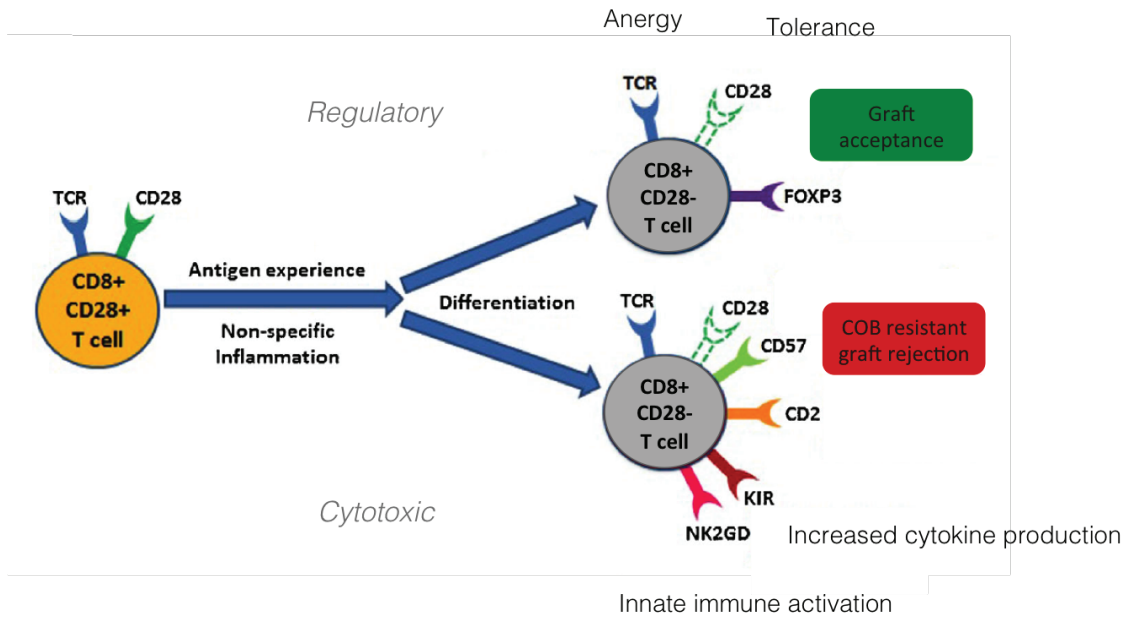 Anergy
Tolerance
Regulatory
TCR
CD28
Graft
acceptance
CD8+
CD28-
T cell
FOXP3
TCR
CD28
CD8+
CD28+
T cell
Antigen experience
Non-specific
Inflammation
Differentiation
TCR
CD28
CD57
COB resistant
graft rejection
CD8+
CD28-
T cell
CD2
KIR
NK2GD
Cytotoxic
Increased cytokine production
Innate immune activation